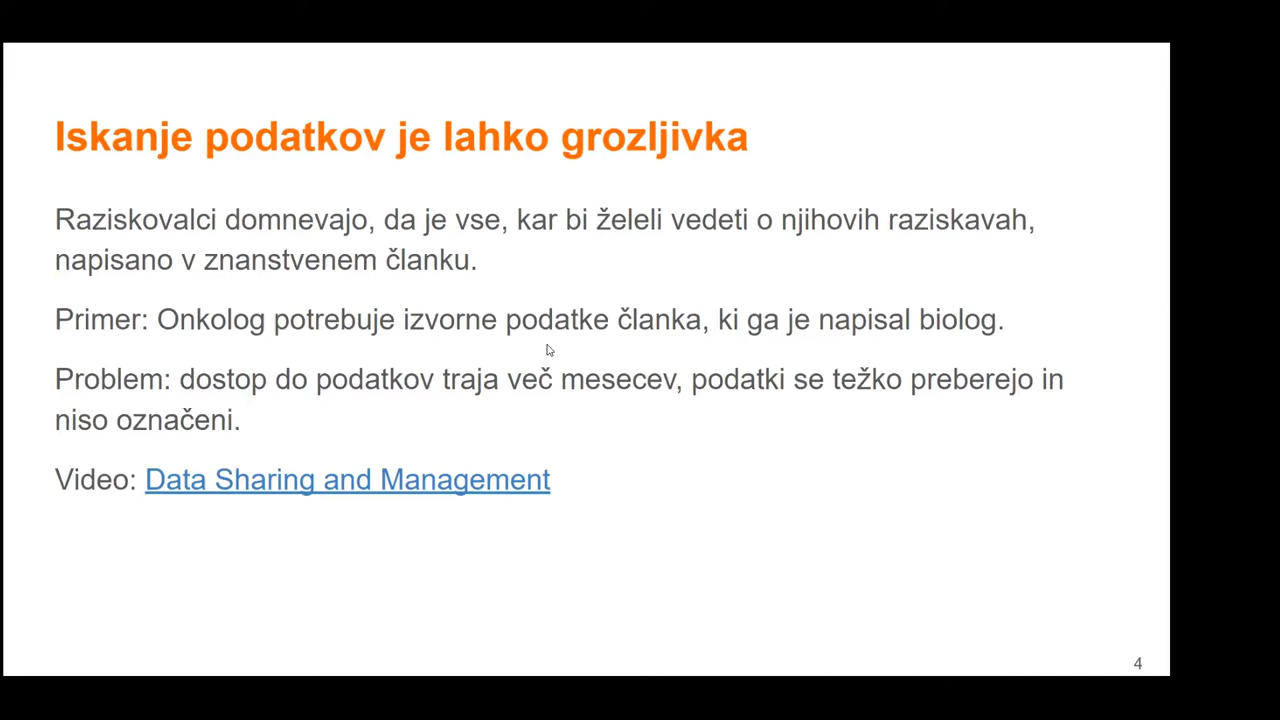 Iskanje podatkov je lahko grozljivka
Raziskovalci domnevajo, da je vse, kar bi želeli vedeti o njihovih raziskavah,
napisano v znanstvenem članku.
Primer: Onkolog potrebuje izvorne podatke članka, ki ga je napisal biolog.
Problem: dostop do podatkov traja več mesecev, podatki se težko preberejo in
niso označeni.
Video: Data Sharing and Management
4